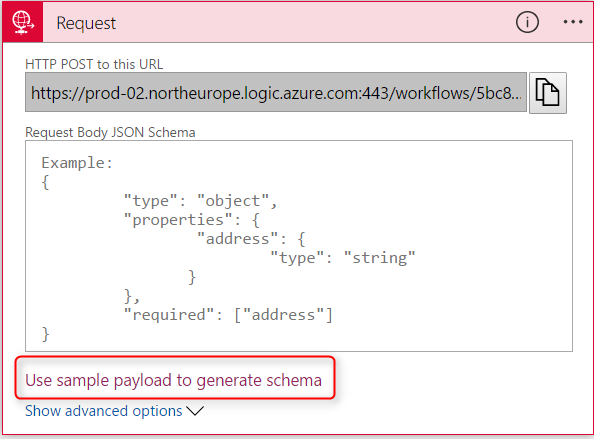 Request
HTTP POST to this URL
https://prod-02.northeurope.logic.azure.com:443/workflows/5bc8...
Request Body JSON Schema
Example:
{
"type": "object",
"properties": {
"address": {
"type": "string"
}
},
"required": ["address"]
}
Use sample payload to generate schema
Show advanced options